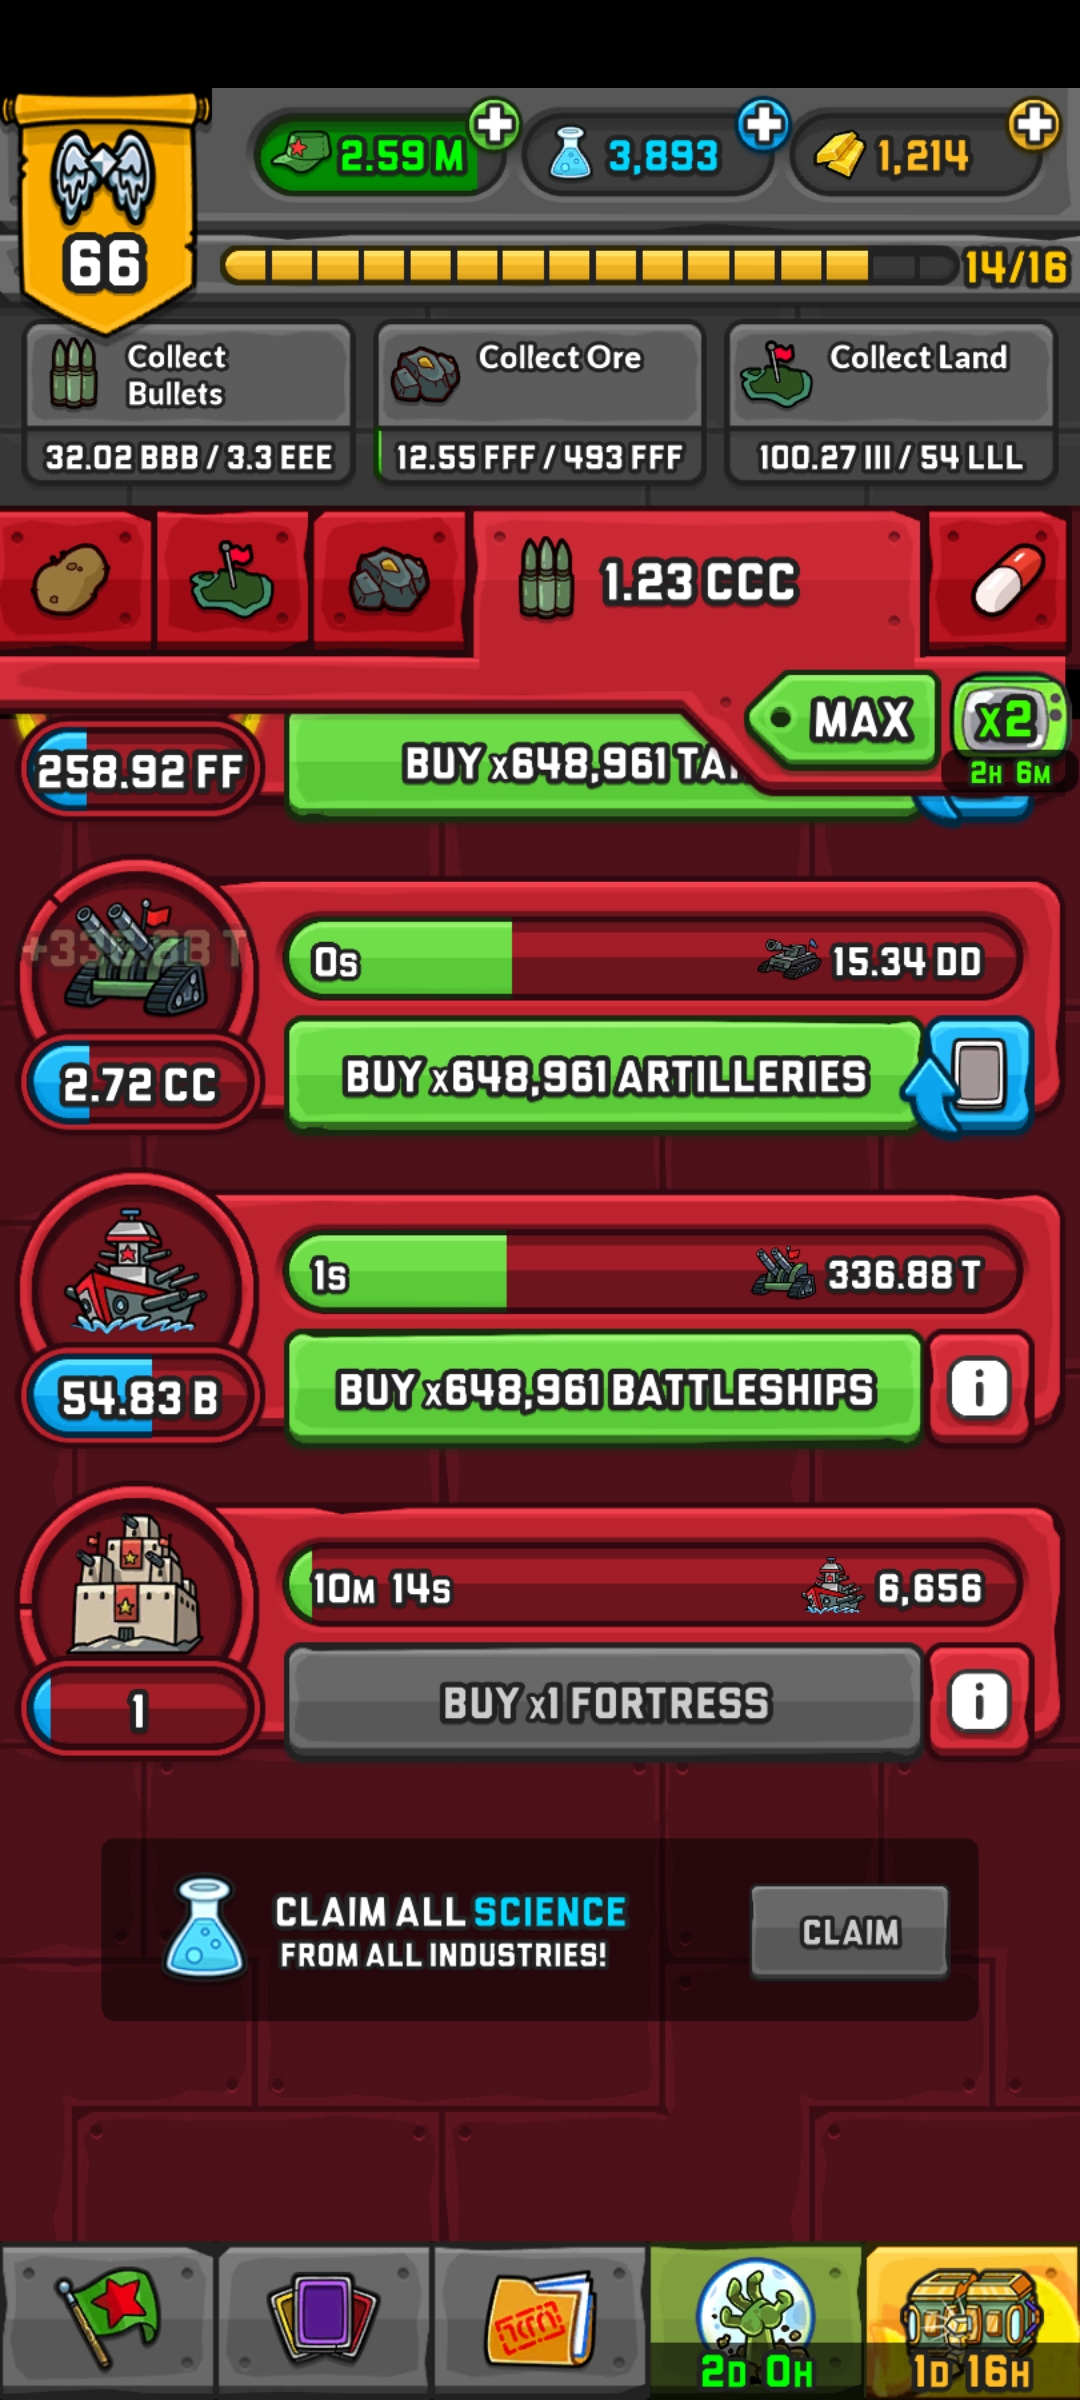 2.59 M
3,893
1,214
66
14/16
Collect
Bullets
Collect Ore
Collect Land
32.02 BBB / 3.3 EEE
12.55 FFF / 493 FFF
100.27 III / 54 LLL
1.23 CCC
MAX
x2
2H 6M
258.92 FF
BUY x648,961 TA
0s
15.34 DD
2.72 CC
BUY x648,961 ARTILLERIES
1s
336.88 T
54.83 B
BUY x648,961 BATTLESHIPS
10M 14s
6,656
1
BUY x1 FORTRESS
CLAIM ALL SCIENCE
FROM ALL INDUSTRIES!
CLAIM
2D 0H
1D 16H